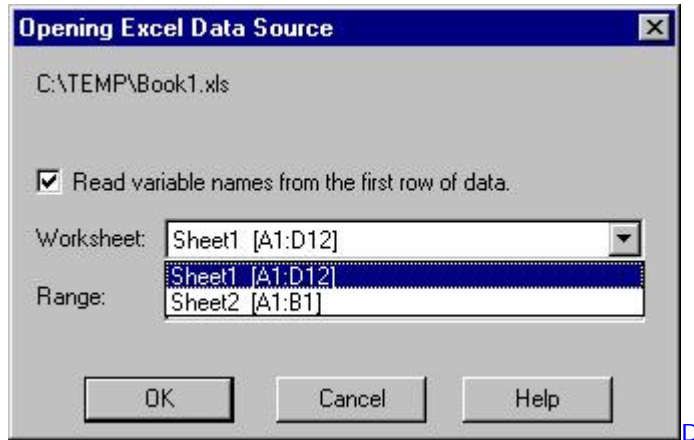 Opening Excel Data Source
C:\TEMP\Book1.xls
Read variable names from the first row of data.
Worksheet: Sheet1 [A1:D12]
Sheet1 [A1:D12]
Range: Sheet2 [A1:B1]
OK Cancel Help
D